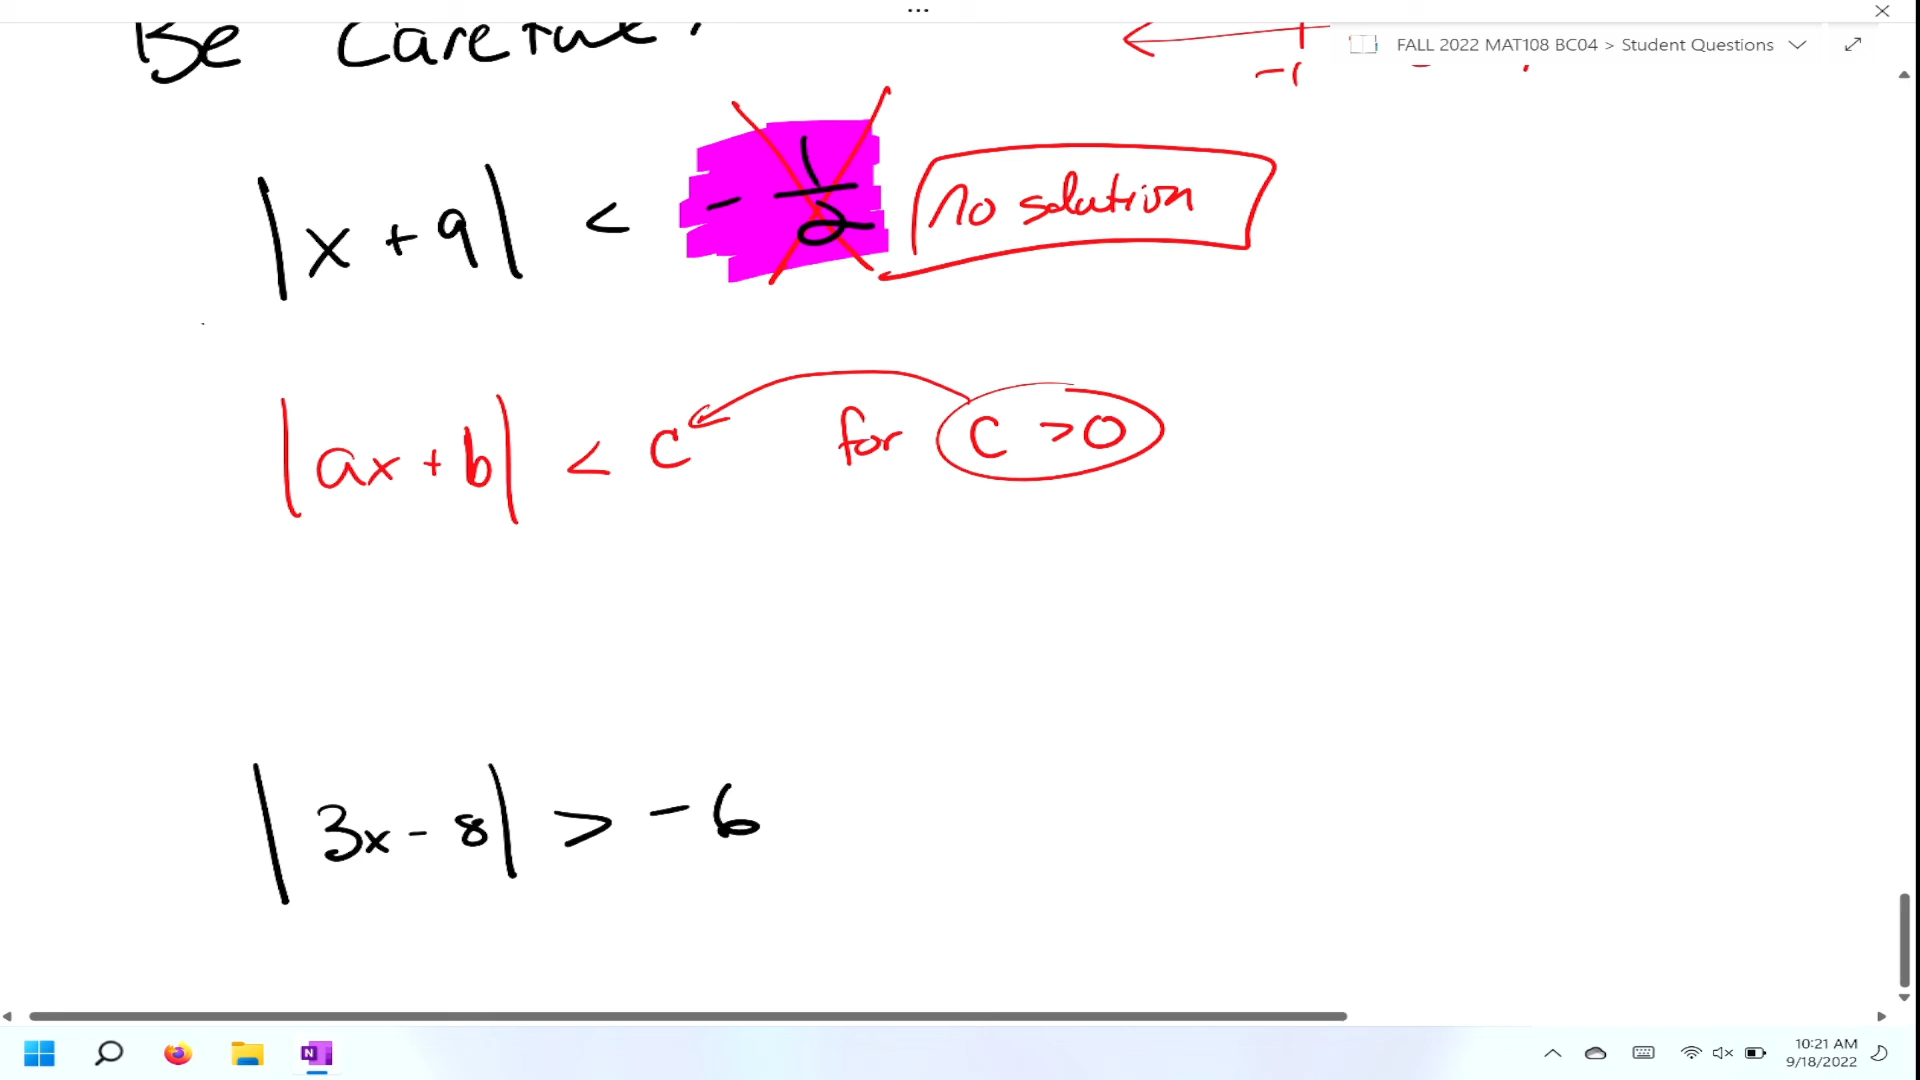 Be careful!
FALL 2022 MAT108 BC04 > Student Questions
-1
|x + 9| < - 1/2 no solution
|ax + b| < c for c > 0
|3x - 8| > -6
10:21 AM
9/18/2022